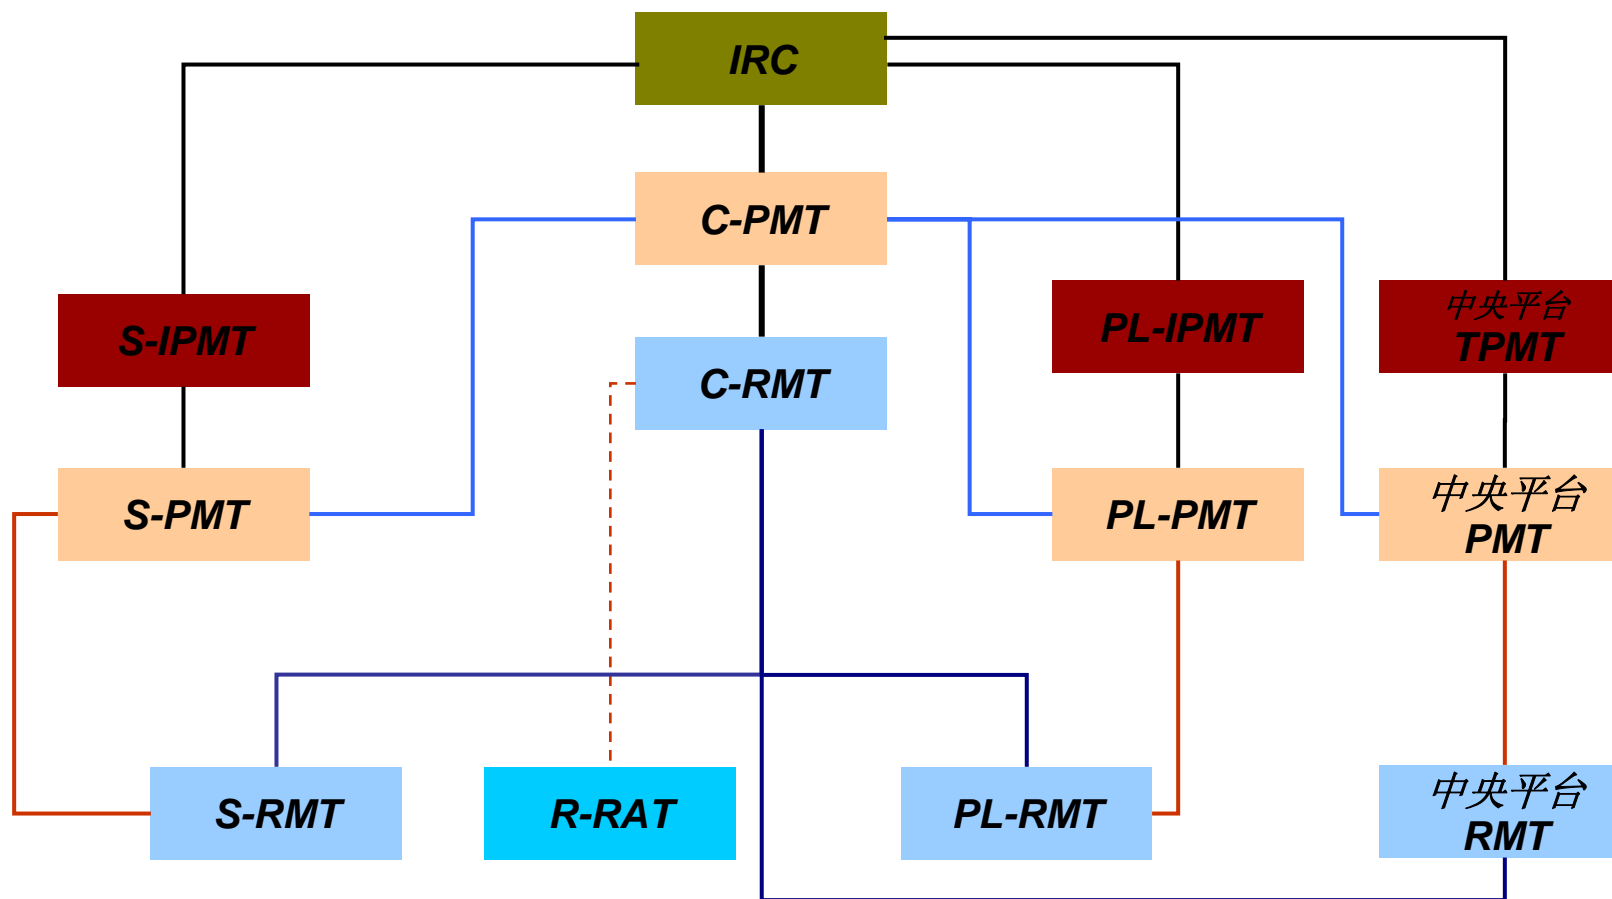 IRC
C-PMT
S-IPMT
PL-IPMT
中央平台
TPMT
C-RMT
S-PMT
PL-PMT
中央平台
PMT
S-RMT
R-RAT
PL-RMT
中央平台
RMT